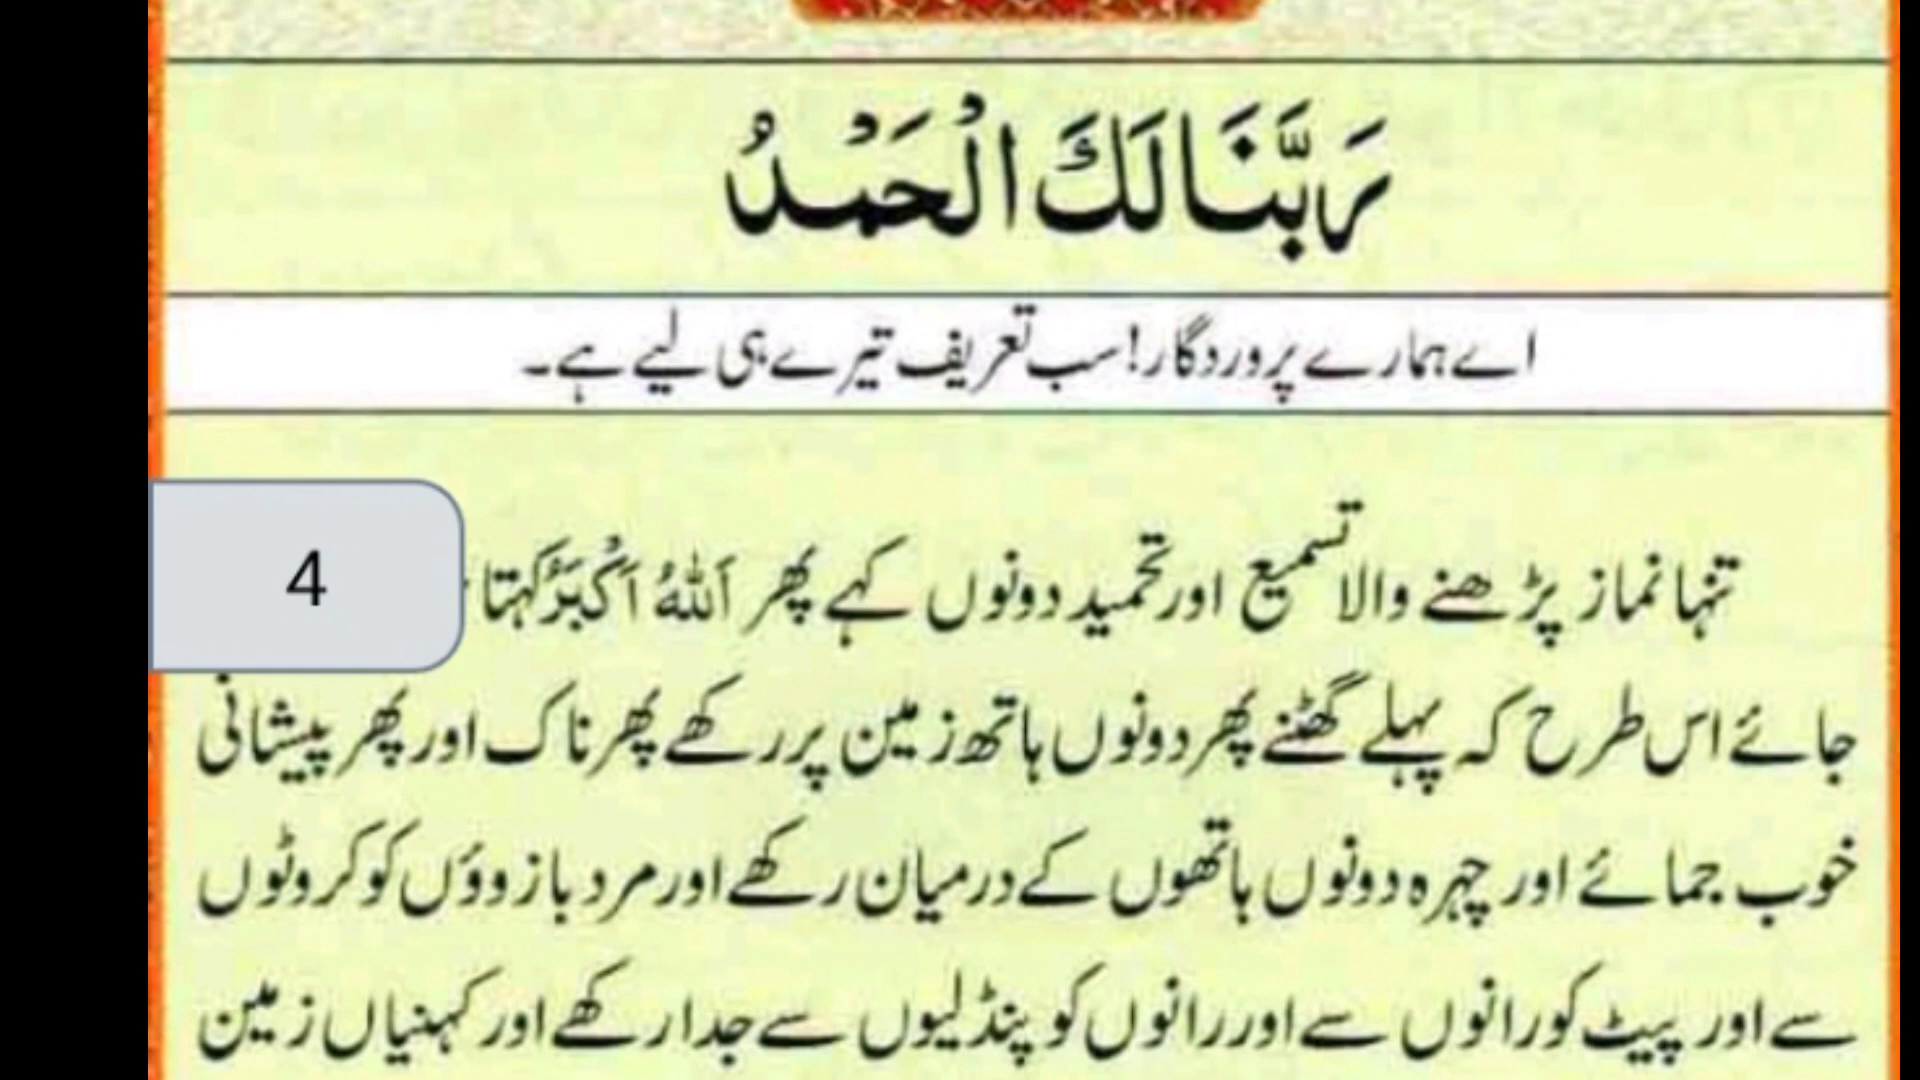 رَبَّنَا لَكَ الْحَمْدُ
اے ہمارے پروردگار! سب تعریف تیرے ہی لیے ہے۔
تنہا نماز پڑھنے والا تسمیع اور تحمید دونوں کہے پھر اَللّٰهُ اَكْبَرُ کہتا
4
جائے اس طرح کہ پہلے گھٹنے پھر دونوں ہاتھ زمین پر رکھے پھر ناک اور پھر پیشانی
خوب جمائے اور چہرہ دونوں ہاتھوں کے درمیان رکھے اور مرد بازووؤں کو کروٹوں
سے اور پیٹ کو رانوں سے اور رانوں کو پنڈلیوں سے جدا رکھے اور کہنیاں زمین